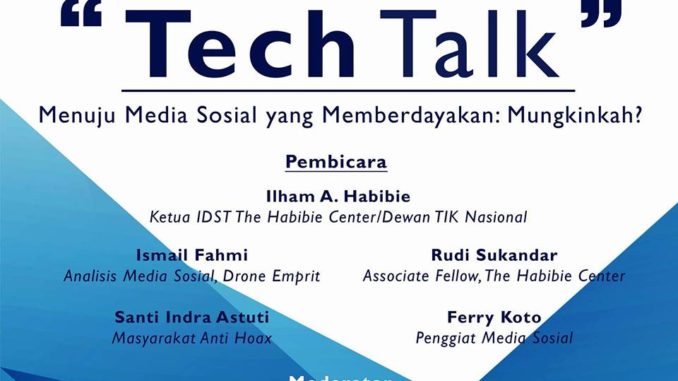 “ Tech Talk ”
Menuju Media Sosial yang Memberdayakan: Mungkinkah?
Pembicara
Ilham A. Habibie
Ketua IDST The Habibie Center/Dewan TIK Nasional
Ismail Fahmi
Analisis Media Sosial, Drone Emprit
Rudi Sukandar
Associate Fellow, The Habibie Center
Santi Indra Astuti
Masyarakat Anti Hoax
Ferry Koto
Penggiat Media Sosial
Moderator